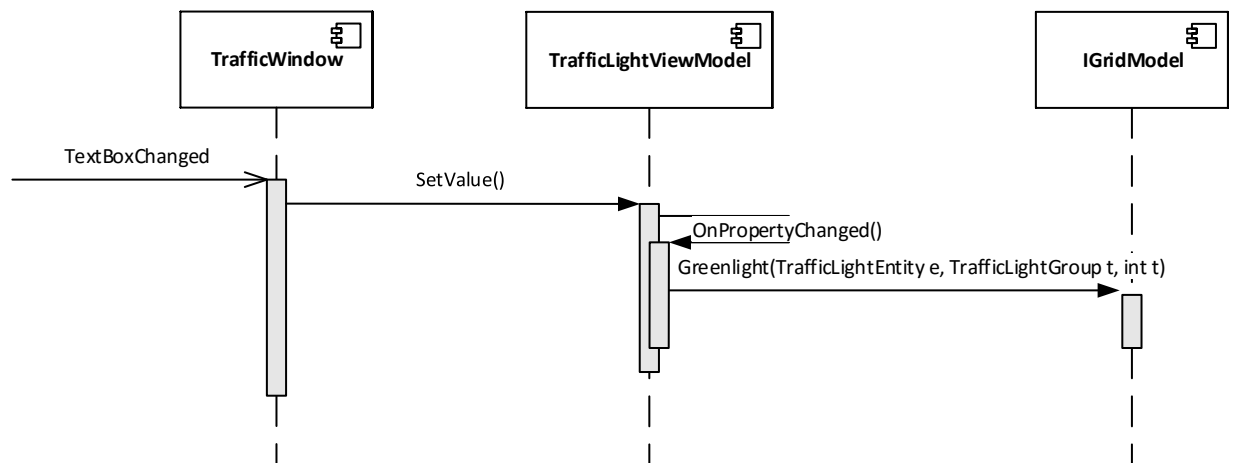 TrafficWindow
TrafficLightViewModel
IGridModel
TextBoxChanged
SetValue()
OnPropertyChanged()
Greenlight(TrafficLightEntity e, TrafficLightGroup t, int t)